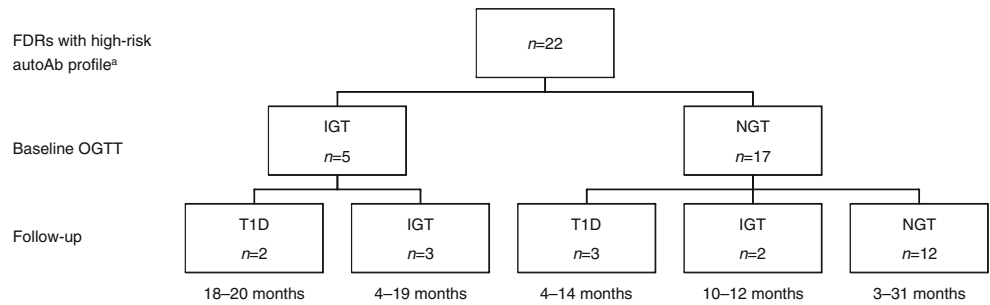 FDRs with high-risk
autoAb profileᵃ
n=22
Baseline OGTT
IGT
n=5
NGT
n=17
Follow-up
T1D
n=2
IGT
n=3
T1D
n=3
IGT
n=2
NGT
n=12
18–20 months
4–19 months
4–14 months
10–12 months
3–31 months